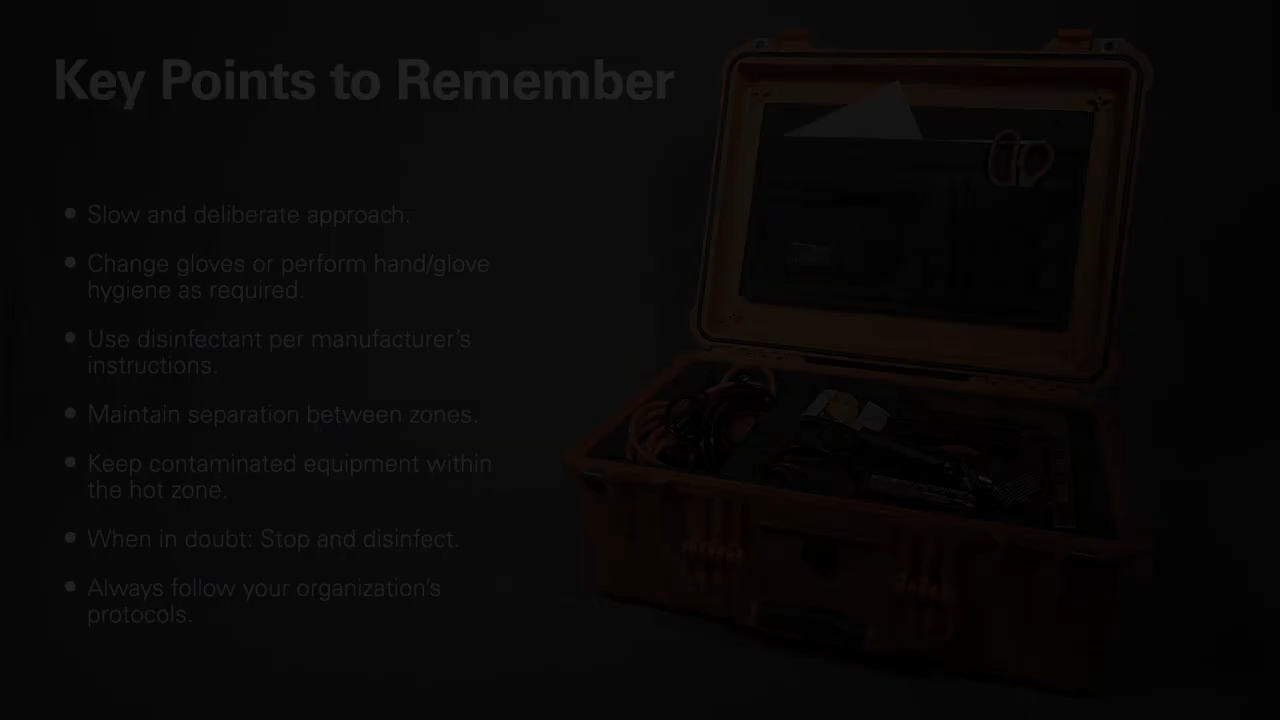 Key Points to Remember
• Slow and deliberate approach.
• Change gloves or perform hand/glove
hygiene as required.
• Use disinfectant per manufacturer's
instructions.
• Maintain separation between zones.
• Keep contaminated equipment within
the hot zone.
• When in doubt: Stop and disinfect.
• Always follow your organization's
protocols.